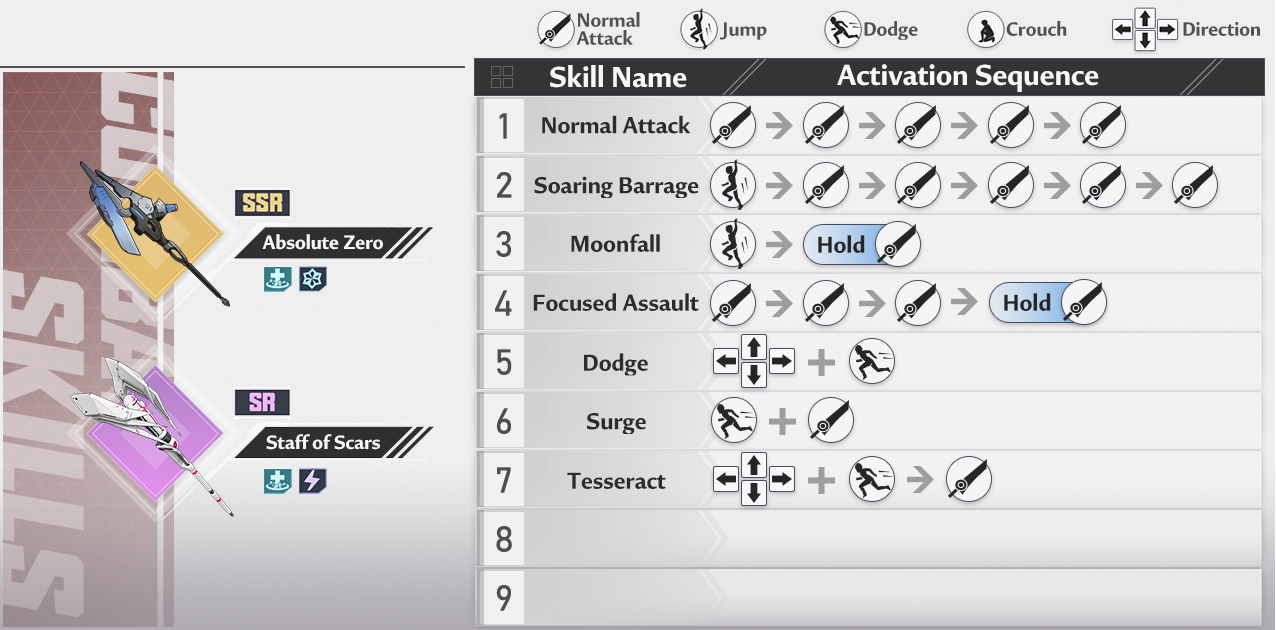 Normal Attack
Jump
Dodge
Crouch
Direction
Skill Name
Activation Sequence
COMBAT
SKILLS
SSR
Absolute Zero
SR
Staff of Scars
1 Normal Attack
2 Soaring Barrage
3 Moonfall Hold
4 Focused Assault Hold
5 Dodge
6 Surge
7 Tesseract
8
9